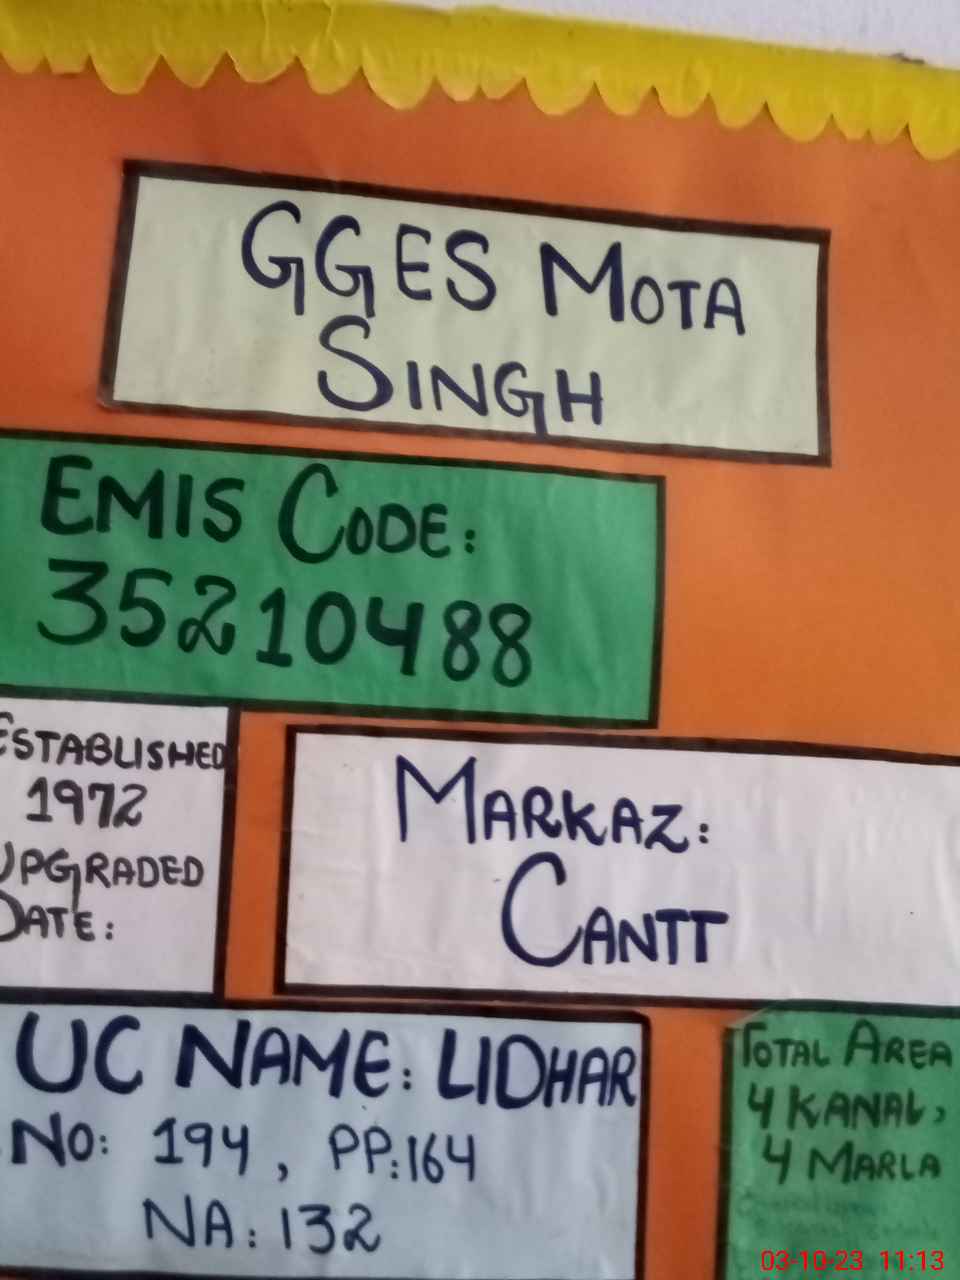 GGES MOTA
SINGH
EMIS CODE:
35210488
ESTABLISHED
1972
UPGRADED
DATE:
MARKAZ:
CANTT
UC NAME: LIDHAR
NO: 194, PP:164
NA: 132
TOTAL AREA
4 KANAL,
4 MARLA
03-10-23 11:13